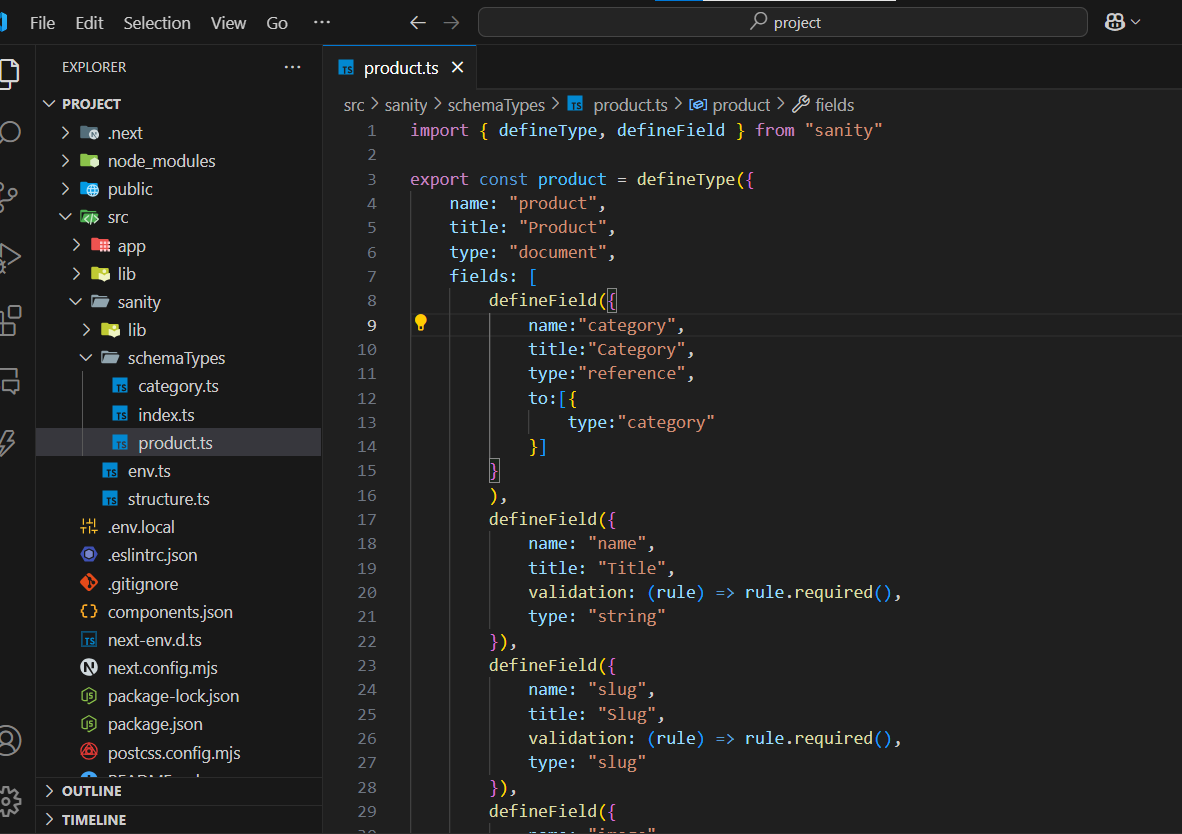 File Edit Selection View Go ··· project
EXPLORER ···
PROJECT
.next
node_modules
public
src
app
lib
sanity
lib
schemaTypes
category.ts
index.ts
product.ts
env.ts
structure.ts
.env.local
.eslintrc.json
.gitignore
components.json
next-env.d.ts
next.config.mjs
package-lock.json
package.json
postcss.config.mjs
OUTLINE
TIMELINE
product.ts
src > sanity > schemaTypes > product.ts > product > fields
1 import { defineType, defineField } from "sanity"
2
3 export const product = defineType({
4 name: "product",
5 title: "Product",
6 type: "document",
7 fields: [
8 defineField({
9 name:"category",
10 title:"Category",
11 type:"reference",
12 to:[{
13 type:"category"
14 }]
15 }
16 ),
17 defineField({
18 name: "name",
19 title: "Title",
20 validation: (rule) => rule.required(),
21 type: "string"
22 }),
23 defineField({
24 name: "slug",
25 title: "Slug",
26 validation: (rule) => rule.required(),
27 type: "slug"
28 }),
29 defineField({